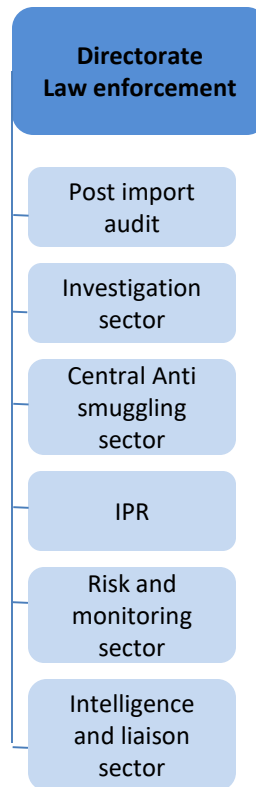 Directorate
Law enforcement
Post import
audit
Investigation
sector
Central Anti
smuggling
sector
IPR
Risk and
monitoring
sector
Intelligence
and liaison
sector